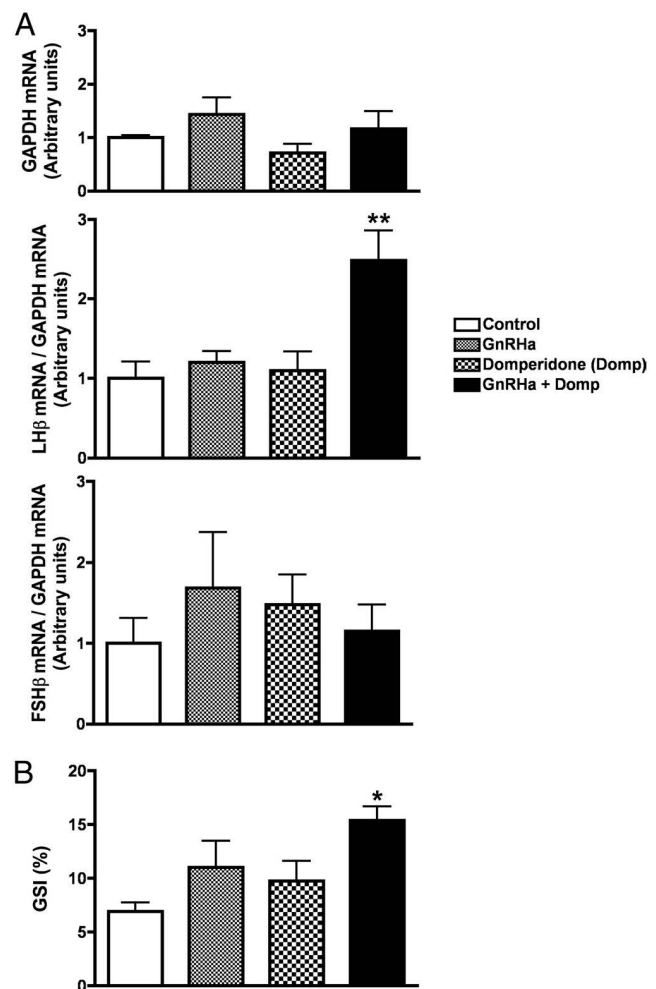 A
GAPDH mRNA
(Arbitrary units)
3
2
1
0
LHβ mRNA / GAPDH mRNA
(Arbitrary units)
3
2
1
0
**
Control
GnRHa
Domperidone (Domp)
GnRHa + Domp
FSHβ mRNA / GAPDH mRNA
(Arbitrary units)
3
2
1
0
B
GSI (%)
20
15
10
5
0
*